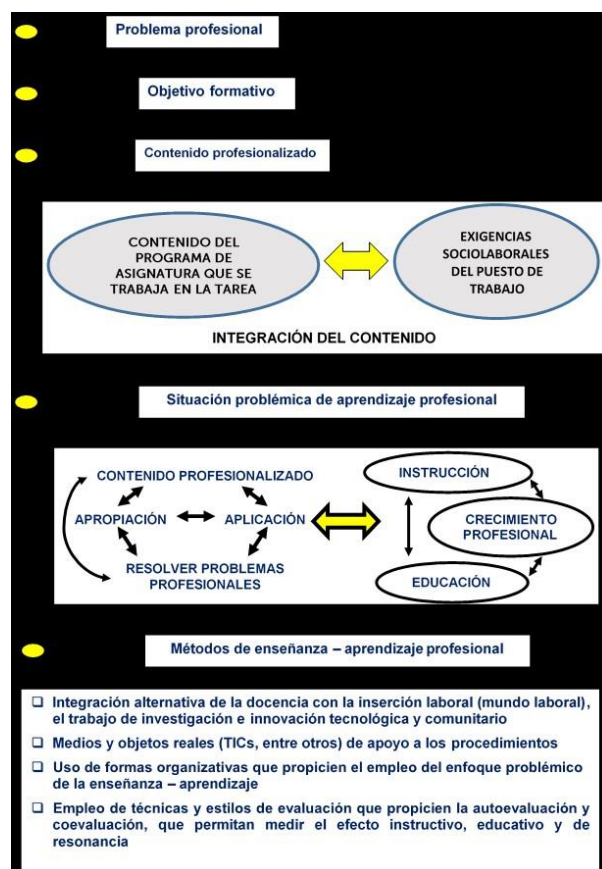 Problema profesional
Objetivo formativo
Contenido profesionalizado
CONTENIDO DEL
PROGRAMA DE
ASIGNATURA QUE SE
TRABAJA EN LA TAREA
EXIGENCIAS
SOCIOLABORALES
DEL PUESTO DE
TRABAJO
INTEGRACIÓN DEL CONTENIDO
Situación problémica de aprendizaje profesional
CONTENIDO PROFESIONALIZADO
APROPIACIÓN
APLICACIÓN
RESOLVER PROBLEMAS
PROFESIONALES
INSTRUCCIÓN
CRECIMIENTO
PROFESIONAL
EDUCACIÓN
Métodos de enseñanza – aprendizaje profesional
❑ Integración alternativa de la docencia con la inserción laboral (mundo laboral),
el trabajo de investigación e innovación tecnológica y comunitario
❑ Medios y objetos reales (TICs, entre otros) de apoyo a los procedimientos
❑ Uso de formas organizativas que propicien el empleo del enfoque problémico
de la enseñanza – aprendizaje
❑ Empleo de técnicas y estilos de evaluación que propicien la autoevaluación y
coevaluación, que permitan medir el efecto instructivo, educativo y de
resonancia